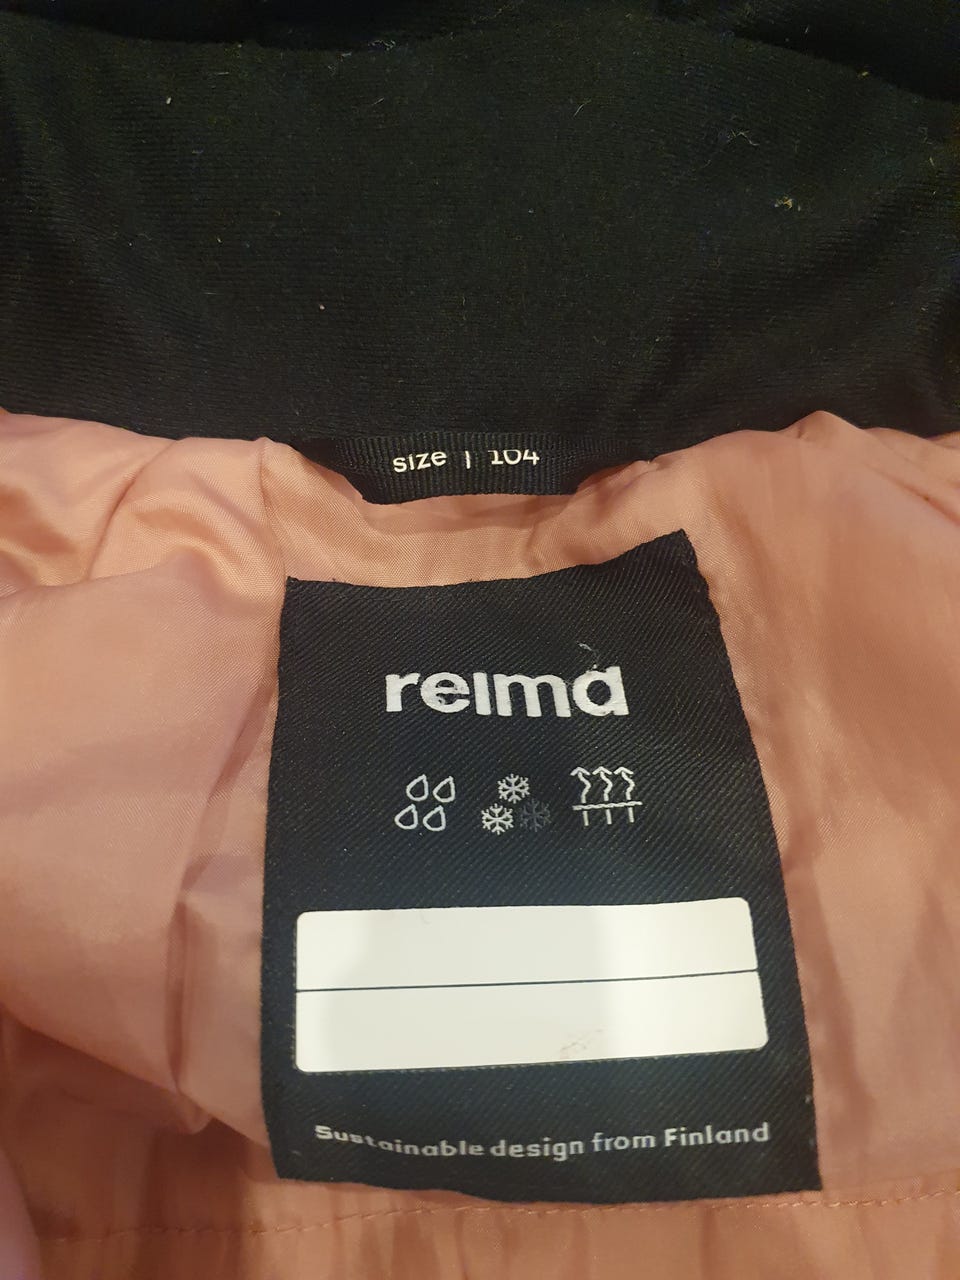 size | 104
reima
Sustainable design from Finland